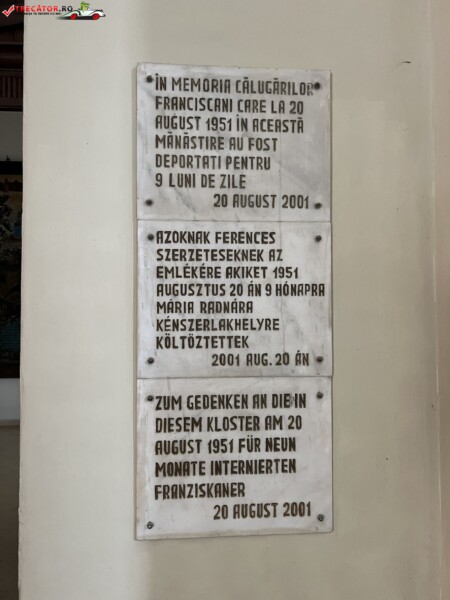 TRECĂTOR.RO
ÎN MEMORIA CĂLUGĂRILOR
FRANCISCANI CARE LA 20
AUGUST 1951 ÎN ACEASTĂ
MĂNĂSTIRE AU FOST
DEPORTATI PENTRU
9 LUNI DE ZILE
20 AUGUST 2001
AZOKNAK FERENCES
SZERZETESEKNEK AZ
EMLÉKÉRE AKIKET 1951
AUGUSZTUS 20 ÁN 9 HÓNAPRA
MÁRIA RADNÁRA
KÉNSZERLAKHELYRE
KÖLTÖZTETTEK
2001 AUG. 20 ÁN
ZUM GEDENKEN AN DIE IN
DIESEM KLOSTER AM 20
AUGUST 1951 FÜR NEUN
MONATE INTERNIERTEN
FRANZISKANER
20 AUGUST 2001